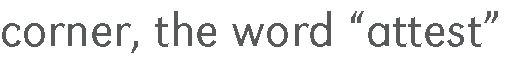 corner, the word “attest”